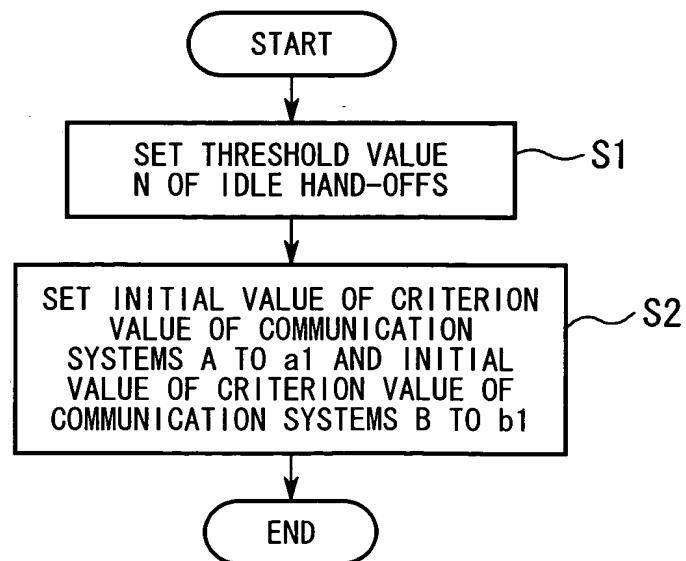 START
SET THRESHOLD VALUE
N OF IDLE HAND-OFFS
S1
SET INITIAL VALUE OF CRITERION
VALUE OF COMMUNICATION
SYSTEMS A TO a1 AND INITIAL
VALUE OF CRITERION VALUE OF
COMMUNICATION SYSTEMS B TO b1
S2
END